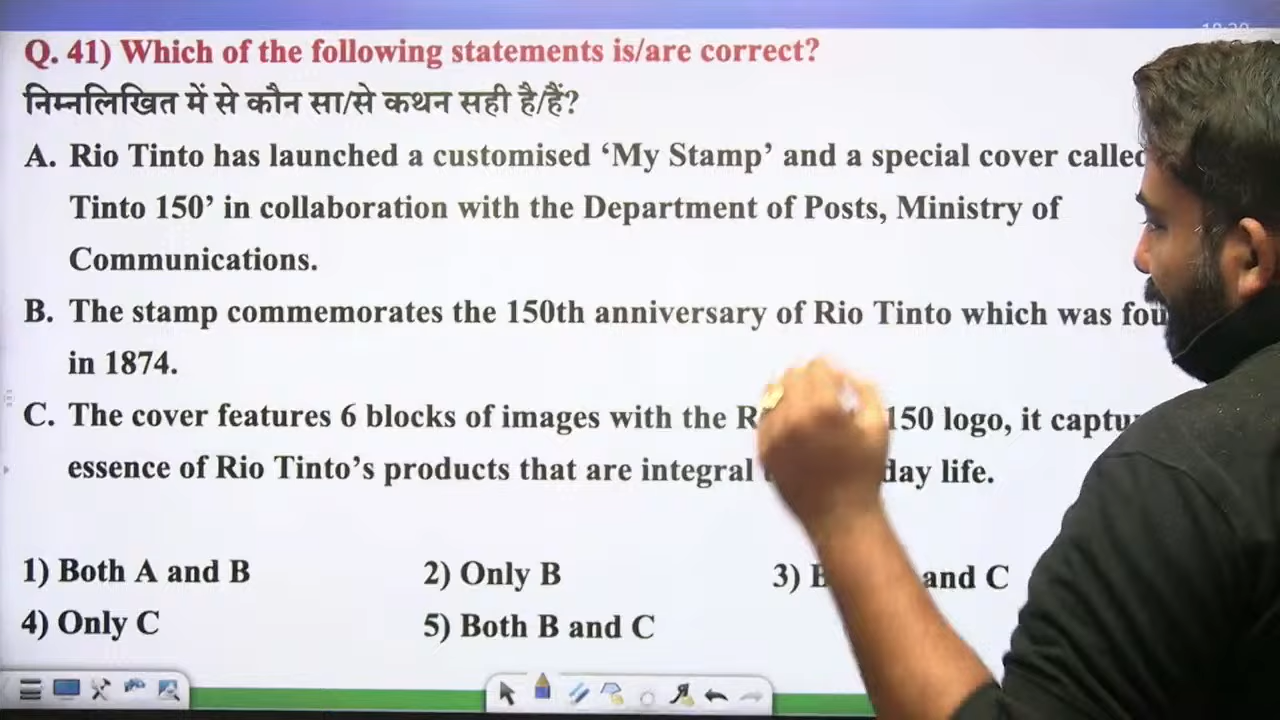 Q. 41) Which of the following statements is/are correct?
निम्नलिखित में से कौन सा/से कथन सही है/हैं?
A. Rio Tinto has launched a customised ‘My Stamp’ and a special cover called
Tinto 150’ in collaboration with the Department of Posts, Ministry of
Communications.
B. The stamp commemorates the 150th anniversary of Rio Tinto which was
in 1874.
C. The cover features 6 blocks of images with the 150 logo, it
essence of Rio Tinto’s products that are integral life.
1) Both A and B 2) Only B 3) and C
4) Only C 5) Both B and C